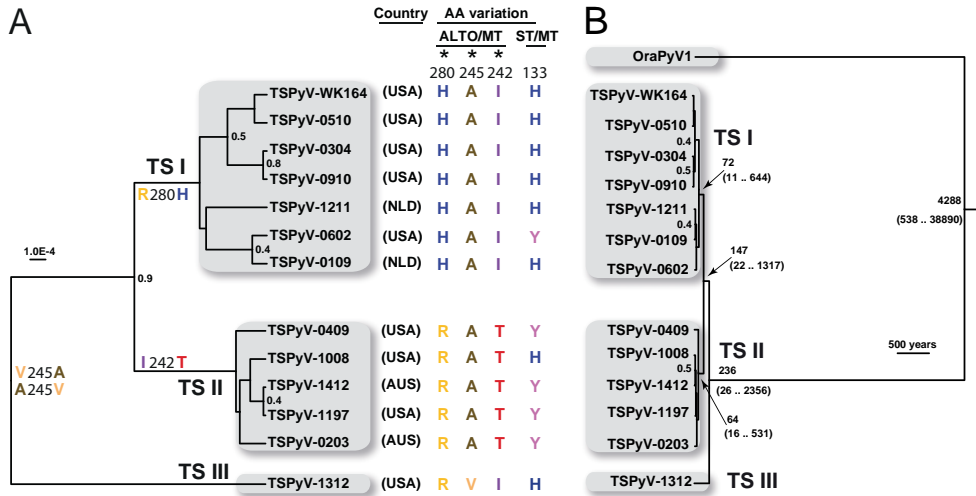 A
Country AA variation
ALTO/MT ST/MT
* * *
280 245 242 133
TSPyV-WK164 (USA) H A I H
TSPyV-0510 (USA) H A I H
0.5
TSPyV-0304 (USA) H A I H
0.8
TSPyV-0910 (USA) H A I H
TS I
R280H
TSPyV-1211 (NLD) H A I H
TSPyV-0602 (USA) H A I Y
0.4
TSPyV-0109 (NLD) H A I H
1.0E-4
0.9
TSPyV-0409 (USA) R A T Y
TSPyV-1008 (USA) R A T H
I242T
TS II
TSPyV-1412 (AUS) R A T Y
0.4
TSPyV-1197 (USA) R A T Y
TSPyV-0203 (AUS) R A T Y
V245A
A245V
TS III
TSPyV-1312 (USA) R V I H
B
OraPyV1
TSPyV-WK164
TSPyV-0510
TS I
0.4
TSPyV-0304
0.5
TSPyV-0910
72
(11 .. 644)
TSPyV-1211
0.4
TSPyV-0109
TSPyV-0602
4288
(538 .. 38890)
147
(22 .. 1317)
TSPyV-0409
TSPyV-1008
TS II
500 years
0.5
TSPyV-1412
236
(26 .. 2356)
TSPyV-1197
64
(16 .. 531)
TSPyV-0203
TSPyV-1312
TS III